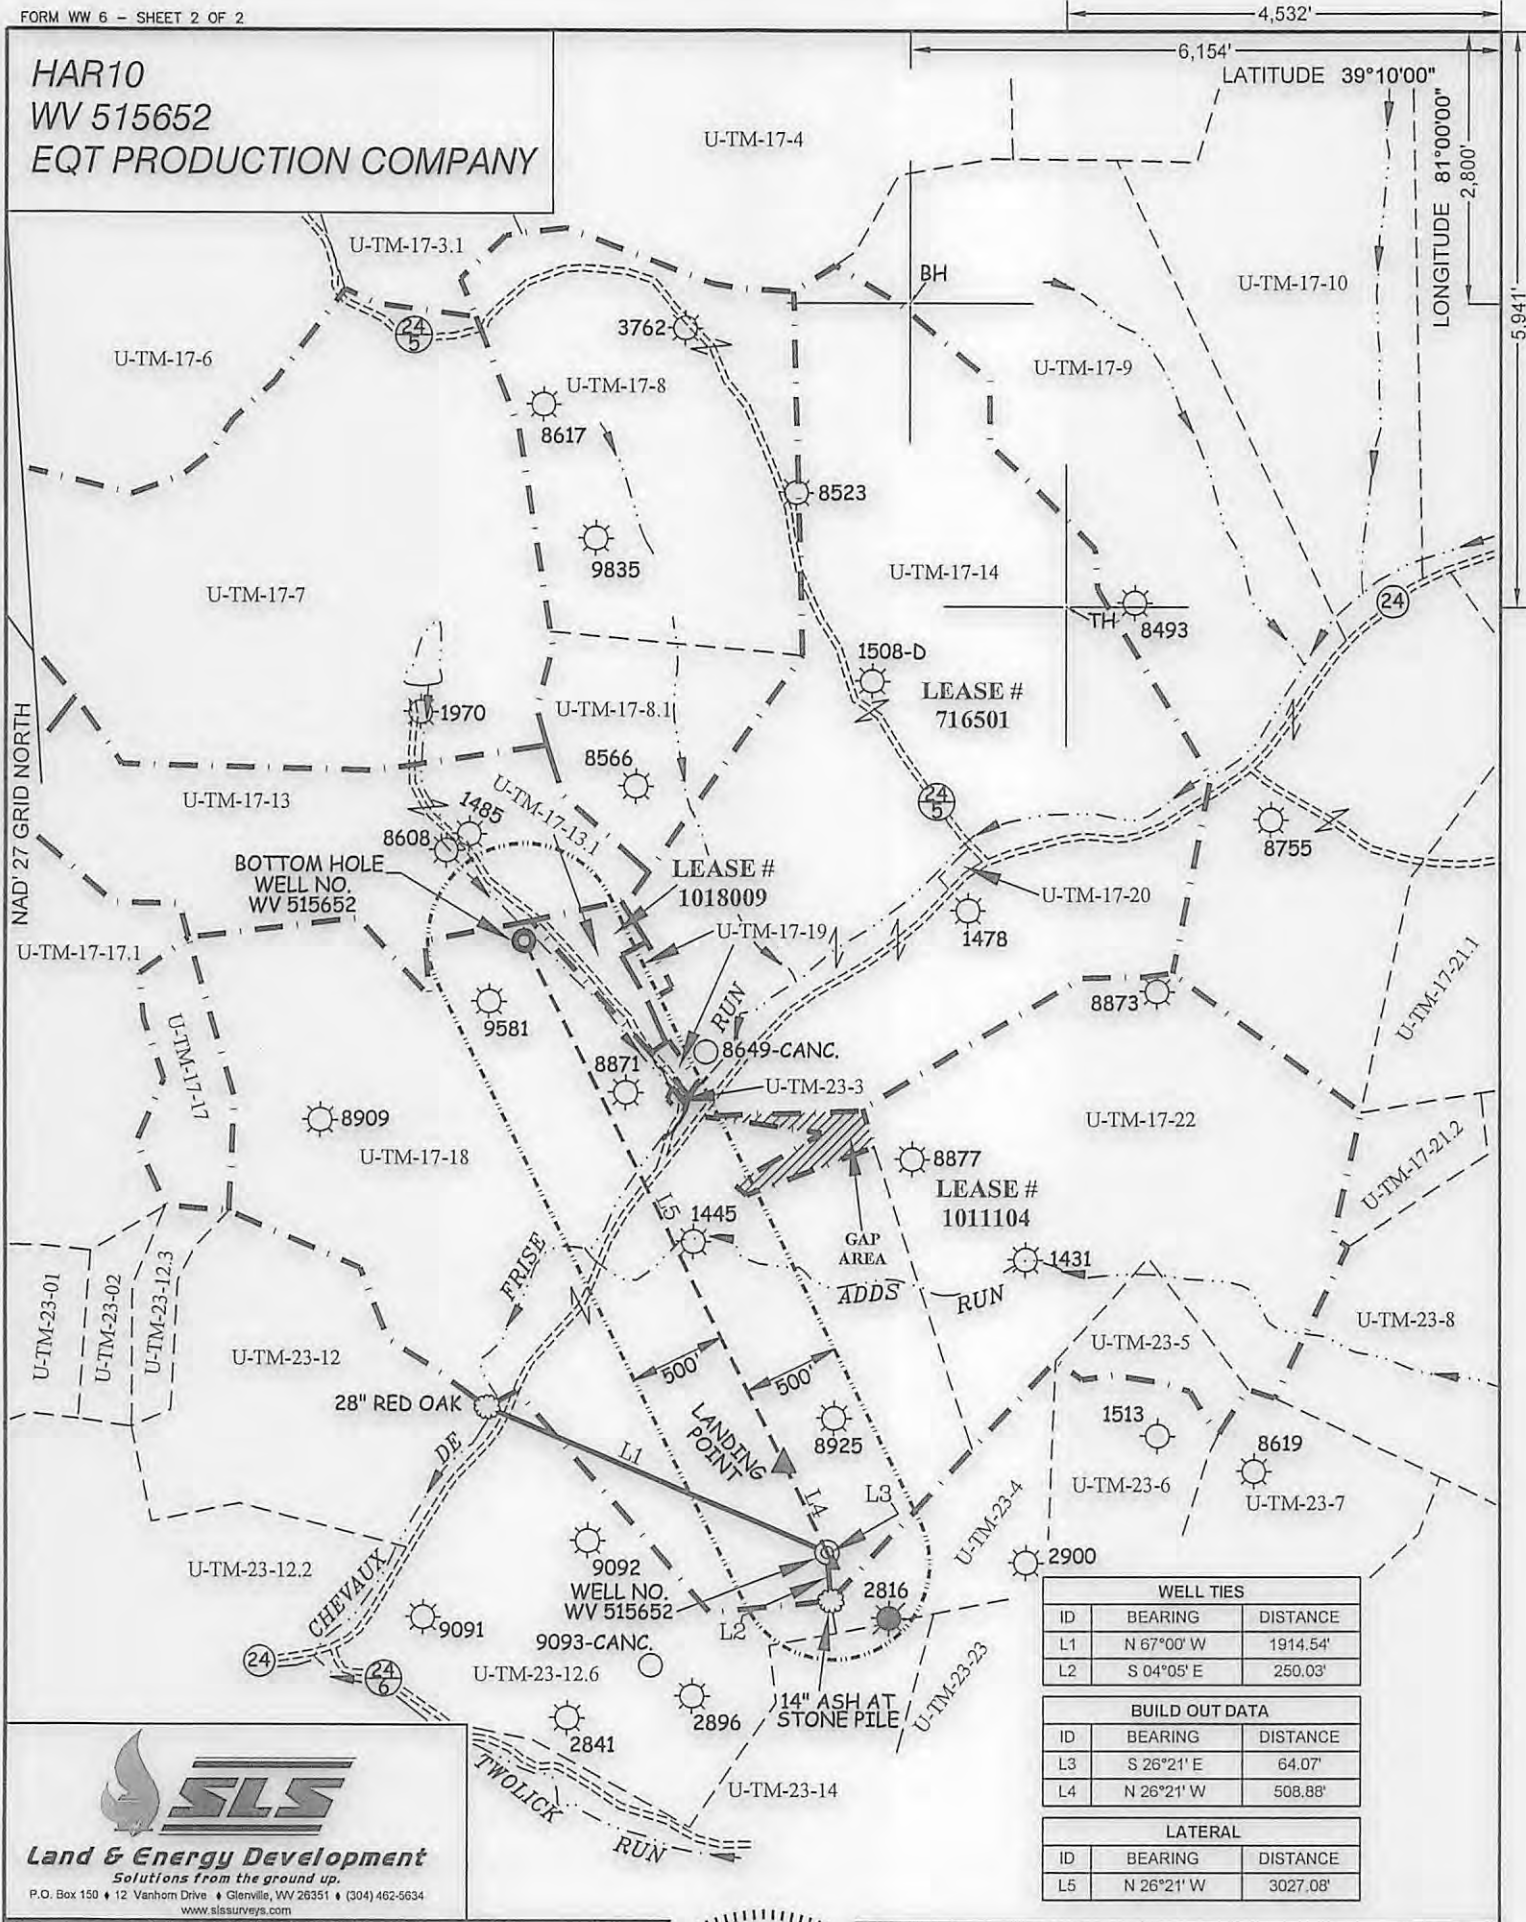 FORM WW 6 - SHEET 2 OF 2
4,532'
6,154'
HAR10
WV 515652
EQT PRODUCTION COMPANY
LATITUDE 39°10'00"
LONGITUDE 81°00'00"
2,800'
5,941'
U-TM-17-4
U-TM-17-3.1
BH
U-TM-17-10
24
5
3762
U-TM-17-6
U-TM-17-8
U-TM-17-9
8617
8523
9835
U-TM-17-14
U-TM-17-7
24
TH
8493
1508-D
LEASE #
716501
NAD' 27 GRID NORTH
1970
U-TM-17-8.1
8566
U-TM-17-13
U-TM-17-13.1
24
5
1485
8608
8755
BOTTOM HOLE
WELL NO.
WV 515652
LEASE #
1018009
U-TM-17-20
U-TM-17-19
1478
U-TM-17-17.1
U-TM-17-21.1
RUN
9581
8873
8649-CANC.
8871
U-TM-17-17
U-TM-23-3
8909
U-TM-17-18
U-TM-17-22
8877
LEASE #
1011104
U-TM-17-21.2
L5
1445
GAP
AREA
1431
FRISE
ADDS
RUN
U-TM-23-01
U-TM-23-02
U-TM-23-12.3
U-TM-23-8
U-TM-23-12
U-TM-23-5
500'
500'
28" RED OAK
LANDING
POINT
8925
1513
DE
L1
8619
L4
L3
U-TM-23-6
U-TM-23-7
U-TM-23-4
9092
WELL NO.
WV 515652
U-TM-23-12.2
2900
2816
CHEVAUX
9091
L2
9093-CANC.
24
24
6
U-TM-23-12.6
U-TM-23-23
14" ASH AT
STONE PILE
2896
2841
TWOLICK
RUN
U-TM-23-14
WELL TIES
ID BEARING DISTANCE
L1 N 67°00' W 1914.54'
L2 S 04°05' E 250.03'
BUILD OUT DATA
ID BEARING DISTANCE
L3 S 26°21' E 64.07'
L4 N 26°21' W 508.88'
LATERAL
ID BEARING DISTANCE
L5 N 26°21' W 3027.08'
SLS
Land & Energy Development
Solutions from the ground up.
P.O. Box 150 ♦ 12 Vanhorn Drive ♦ Glenville, WV 26351 ♦ (304) 462-5634
www.slssurveys.com